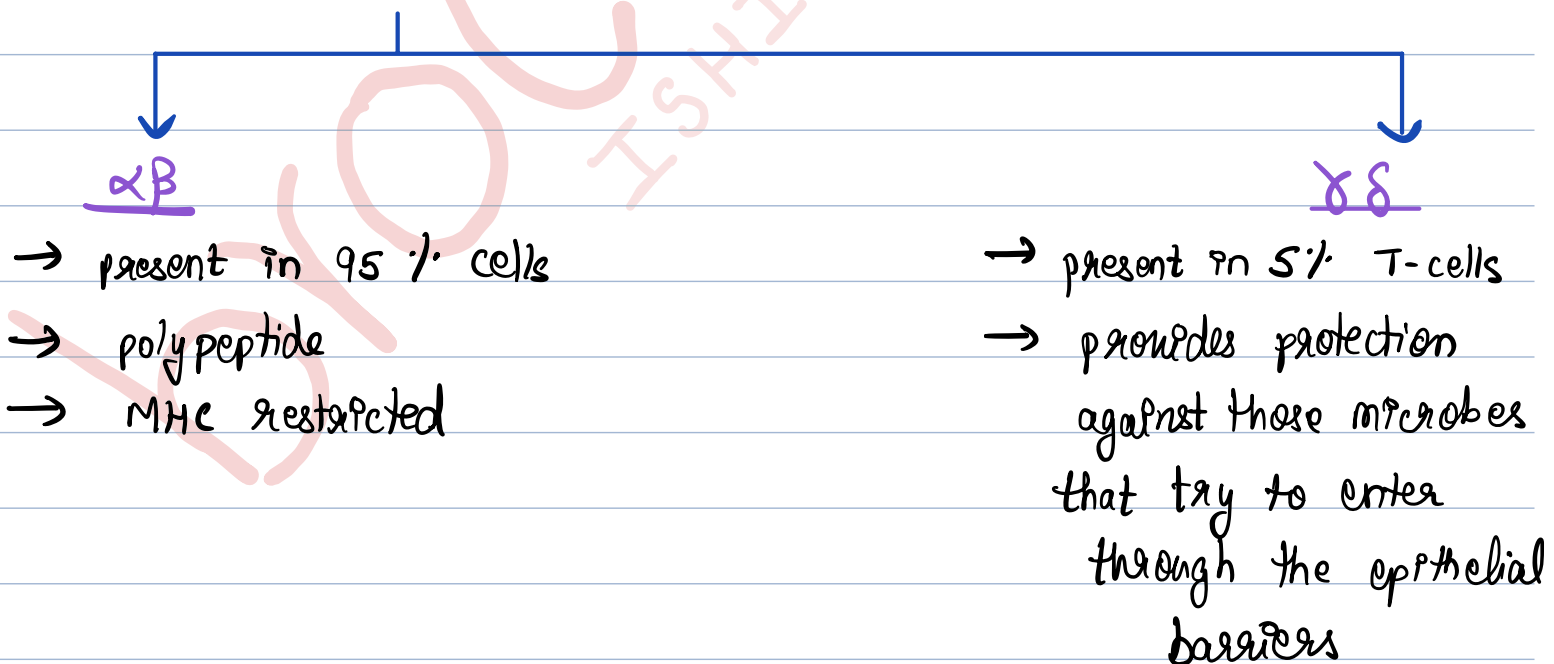 αβ
→ present in 95 % cells
→ polypeptide
→ MHC restricted
γδ
→ present in 5% T-cells
→ provides protection
against those microbes
that try to enter
through the epithelial
barriers
ISHI